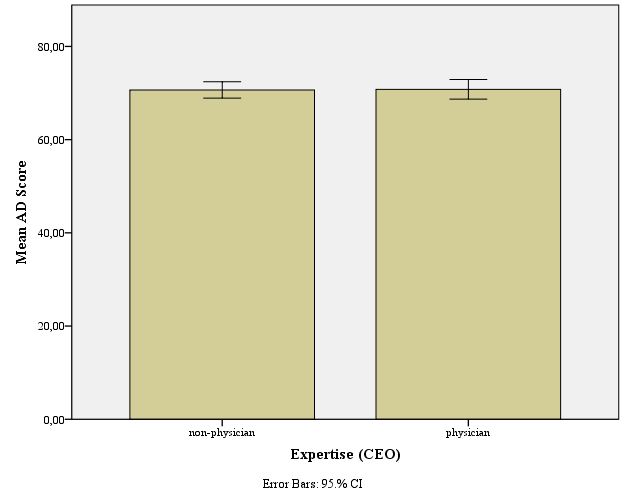 80,00
60,00
40,00
20,00
0,00
Mean AD Score
non-physician
physician
Expertise (CEO)
Error Bars: 95.% CI